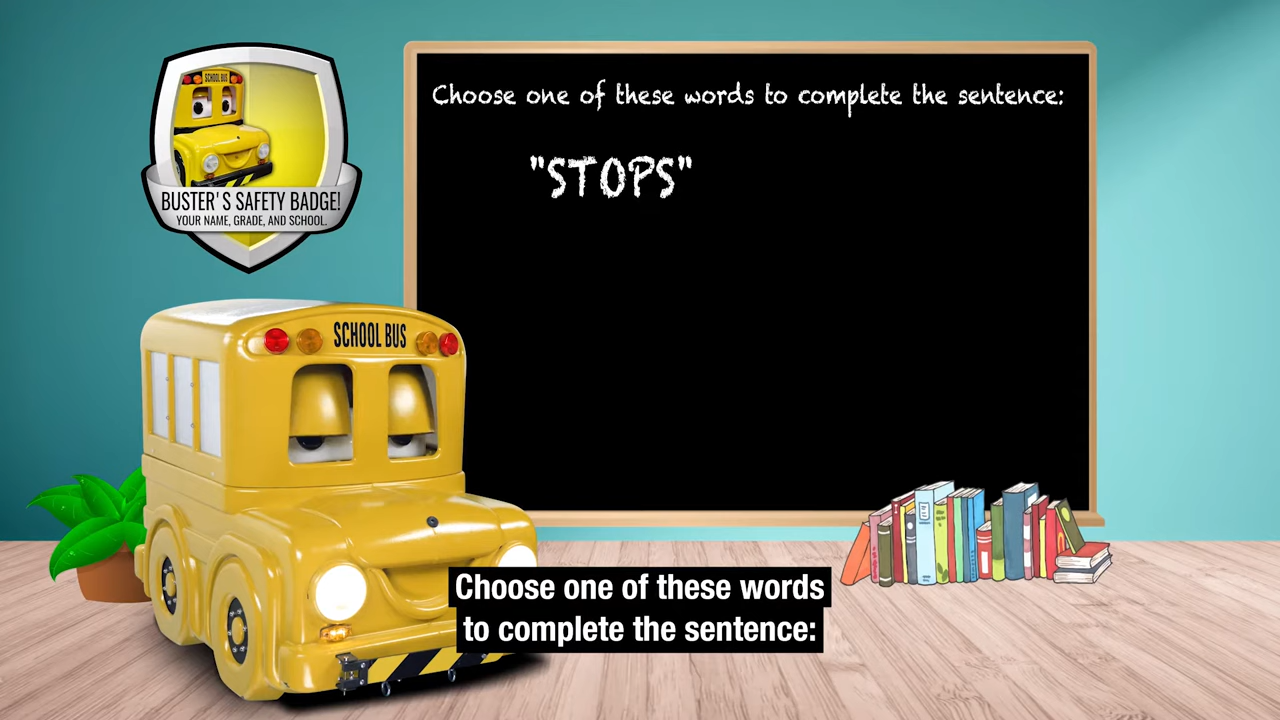 Choose one of these words to complete the sentence:
"STOPS"
SCHOOL BUS
BUSTER'S SAFETY BADGE!
YOUR NAME, GRADE, AND SCHOOL.
SCHOOL BUS
Choose one of these words
to complete the sentence: